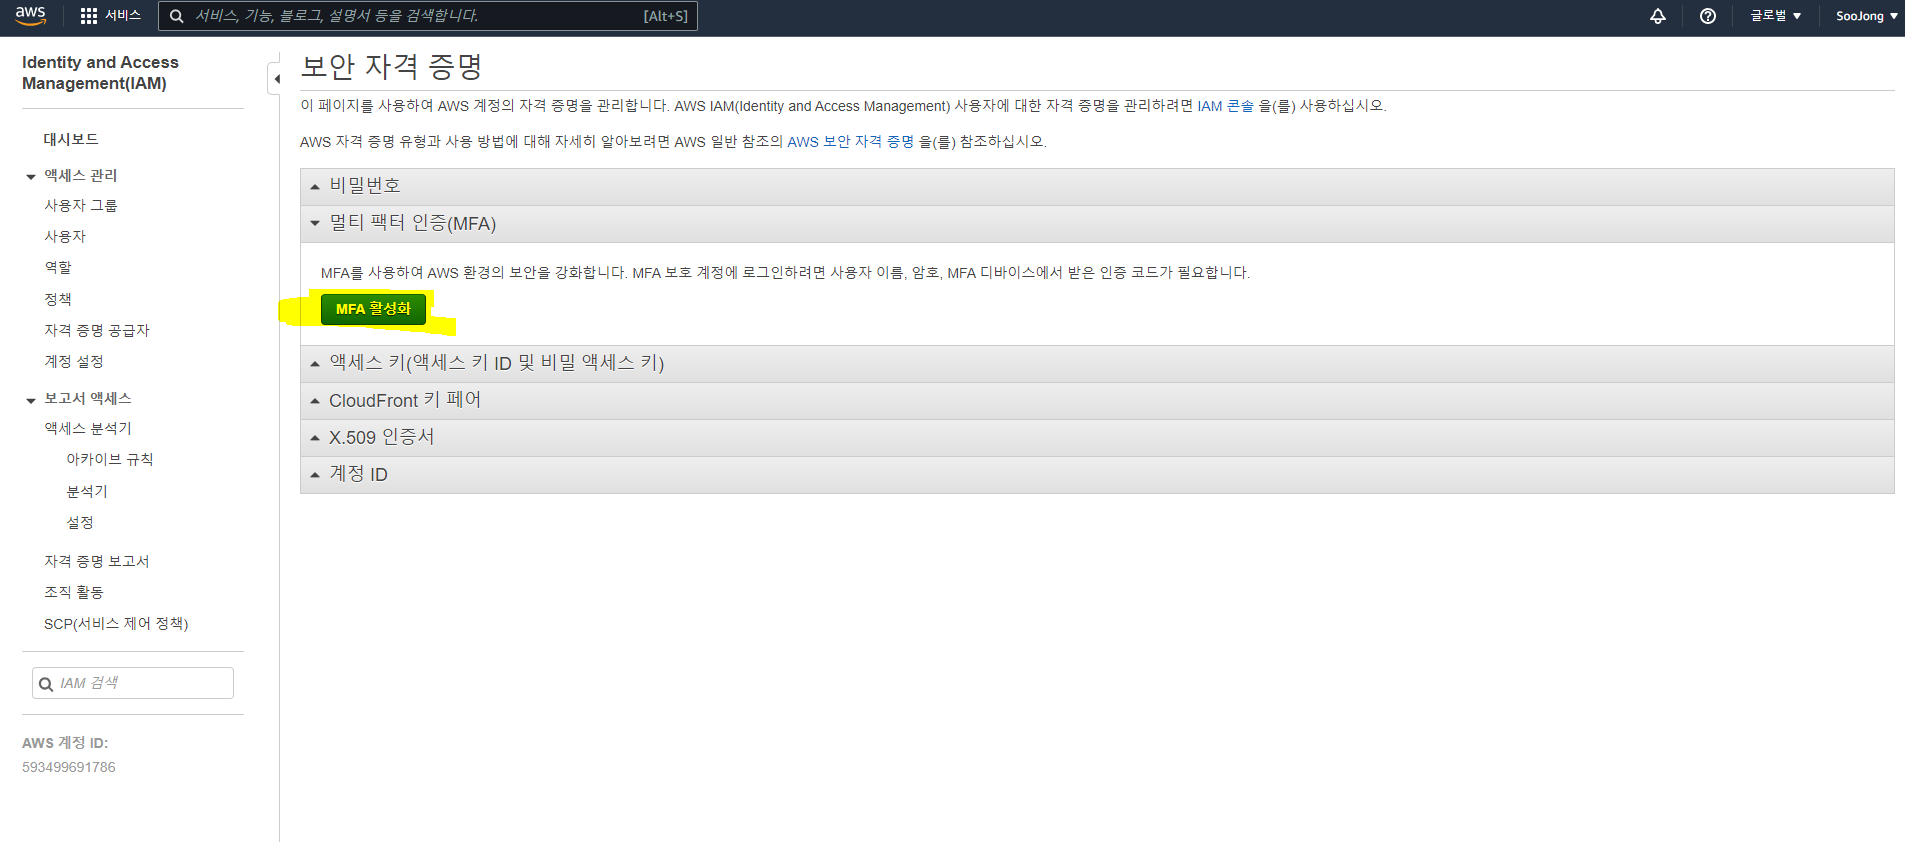 aws
서비스
서비스, 기능, 블로그, 설명서 등을 검색합니다.
[Alt+S]
글로벌
SooJong
Identity and Access
Management(IAM)
대시보드
액세스 관리
사용자 그룹
사용자
역할
정책
자격 증명 공급자
계정 설정
보고서 액세스
액세스 분석기
아카이브 규칙
분석기
설정
자격 증명 보고서
조직 활동
SCP(서비스 제어 정책)
IAM 검색
AWS 계정 ID:
593499691786
보안 자격 증명
이 페이지를 사용하여 AWS 계정의 자격 증명을 관리합니다. AWS IAM(Identity and Access Management) 사용자에 대한 자격 증명을 관리하려면 IAM 콘솔 을(를) 사용하십시오.
AWS 자격 증명 유형과 사용 방법에 대해 자세히 알아보려면 AWS 일반 참조의 AWS 보안 자격 증명 을(를) 참조하십시오.
비밀번호
멀티 팩터 인증(MFA)
MFA를 사용하여 AWS 환경의 보안을 강화합니다. MFA 보호 계정에 로그인하려면 사용자 이름, 암호, MFA 디바이스에서 받은 인증 코드가 필요합니다.
MFA 활성화
액세스 키(액세스 키 ID 및 비밀 액세스 키)
CloudFront 키 페어
X.509 인증서
계정 ID